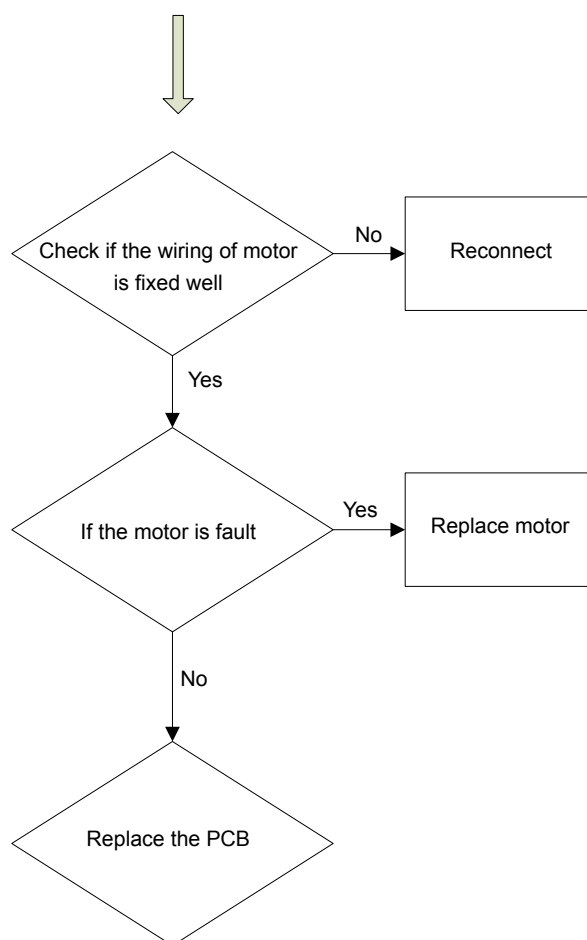 Check if the wiring of motor
is fixed well
No
Reconnect
Yes
If the motor is fault
Yes
Replace motor
No
Replace the PCB